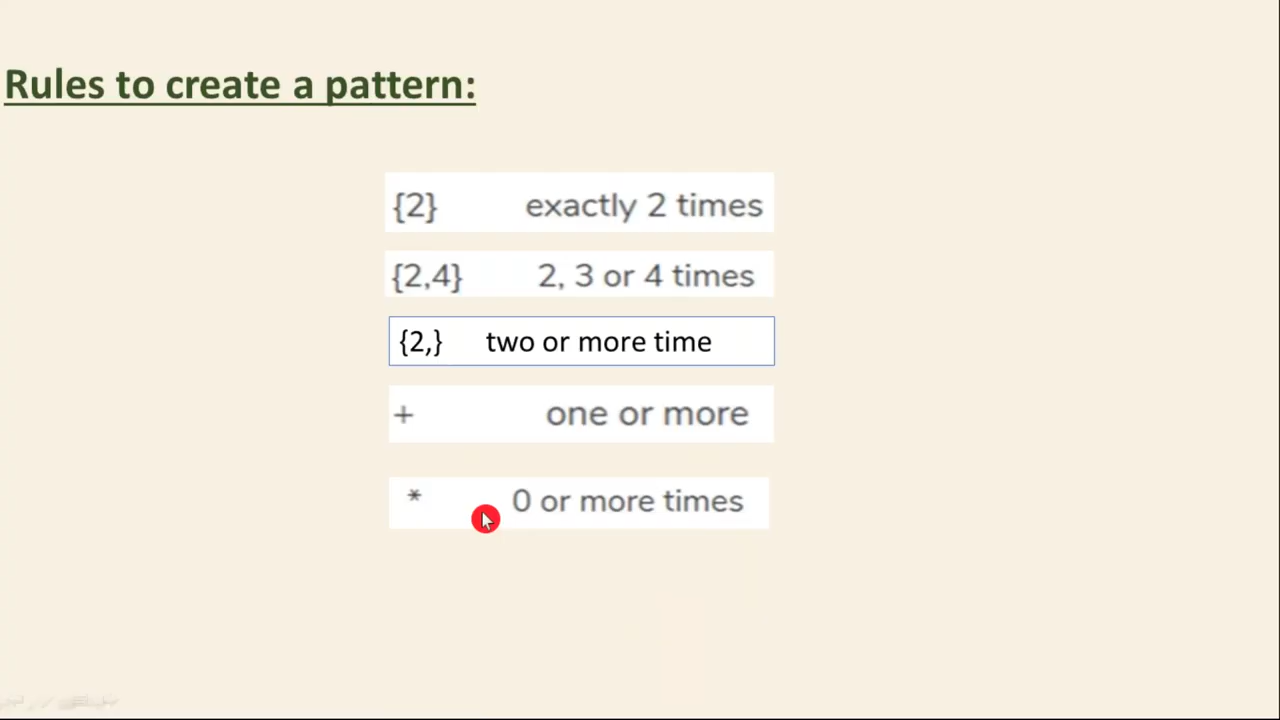 Rules to create a pattern:
{2} exactly 2 times
{2,4} 2, 3 or 4 times
{2,} two or more time
+ one or more
* 0 or more times